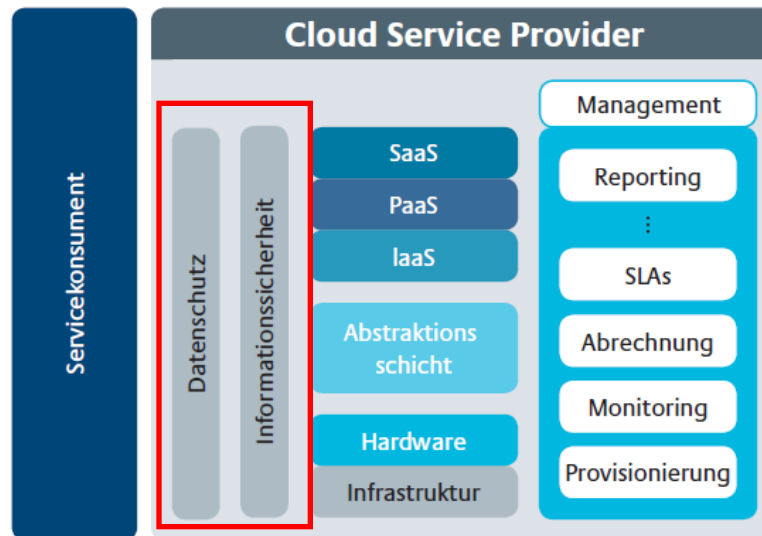 Cloud Service Provider
Servicekonsument
Datenschutz
Informationssicherheit
SaaS
PaaS
IaaS
Abstraktions
schicht
Hardware
Infrastruktur
Management
Reporting
...
SLAs
Abrechnung
Monitoring
Provisionierung